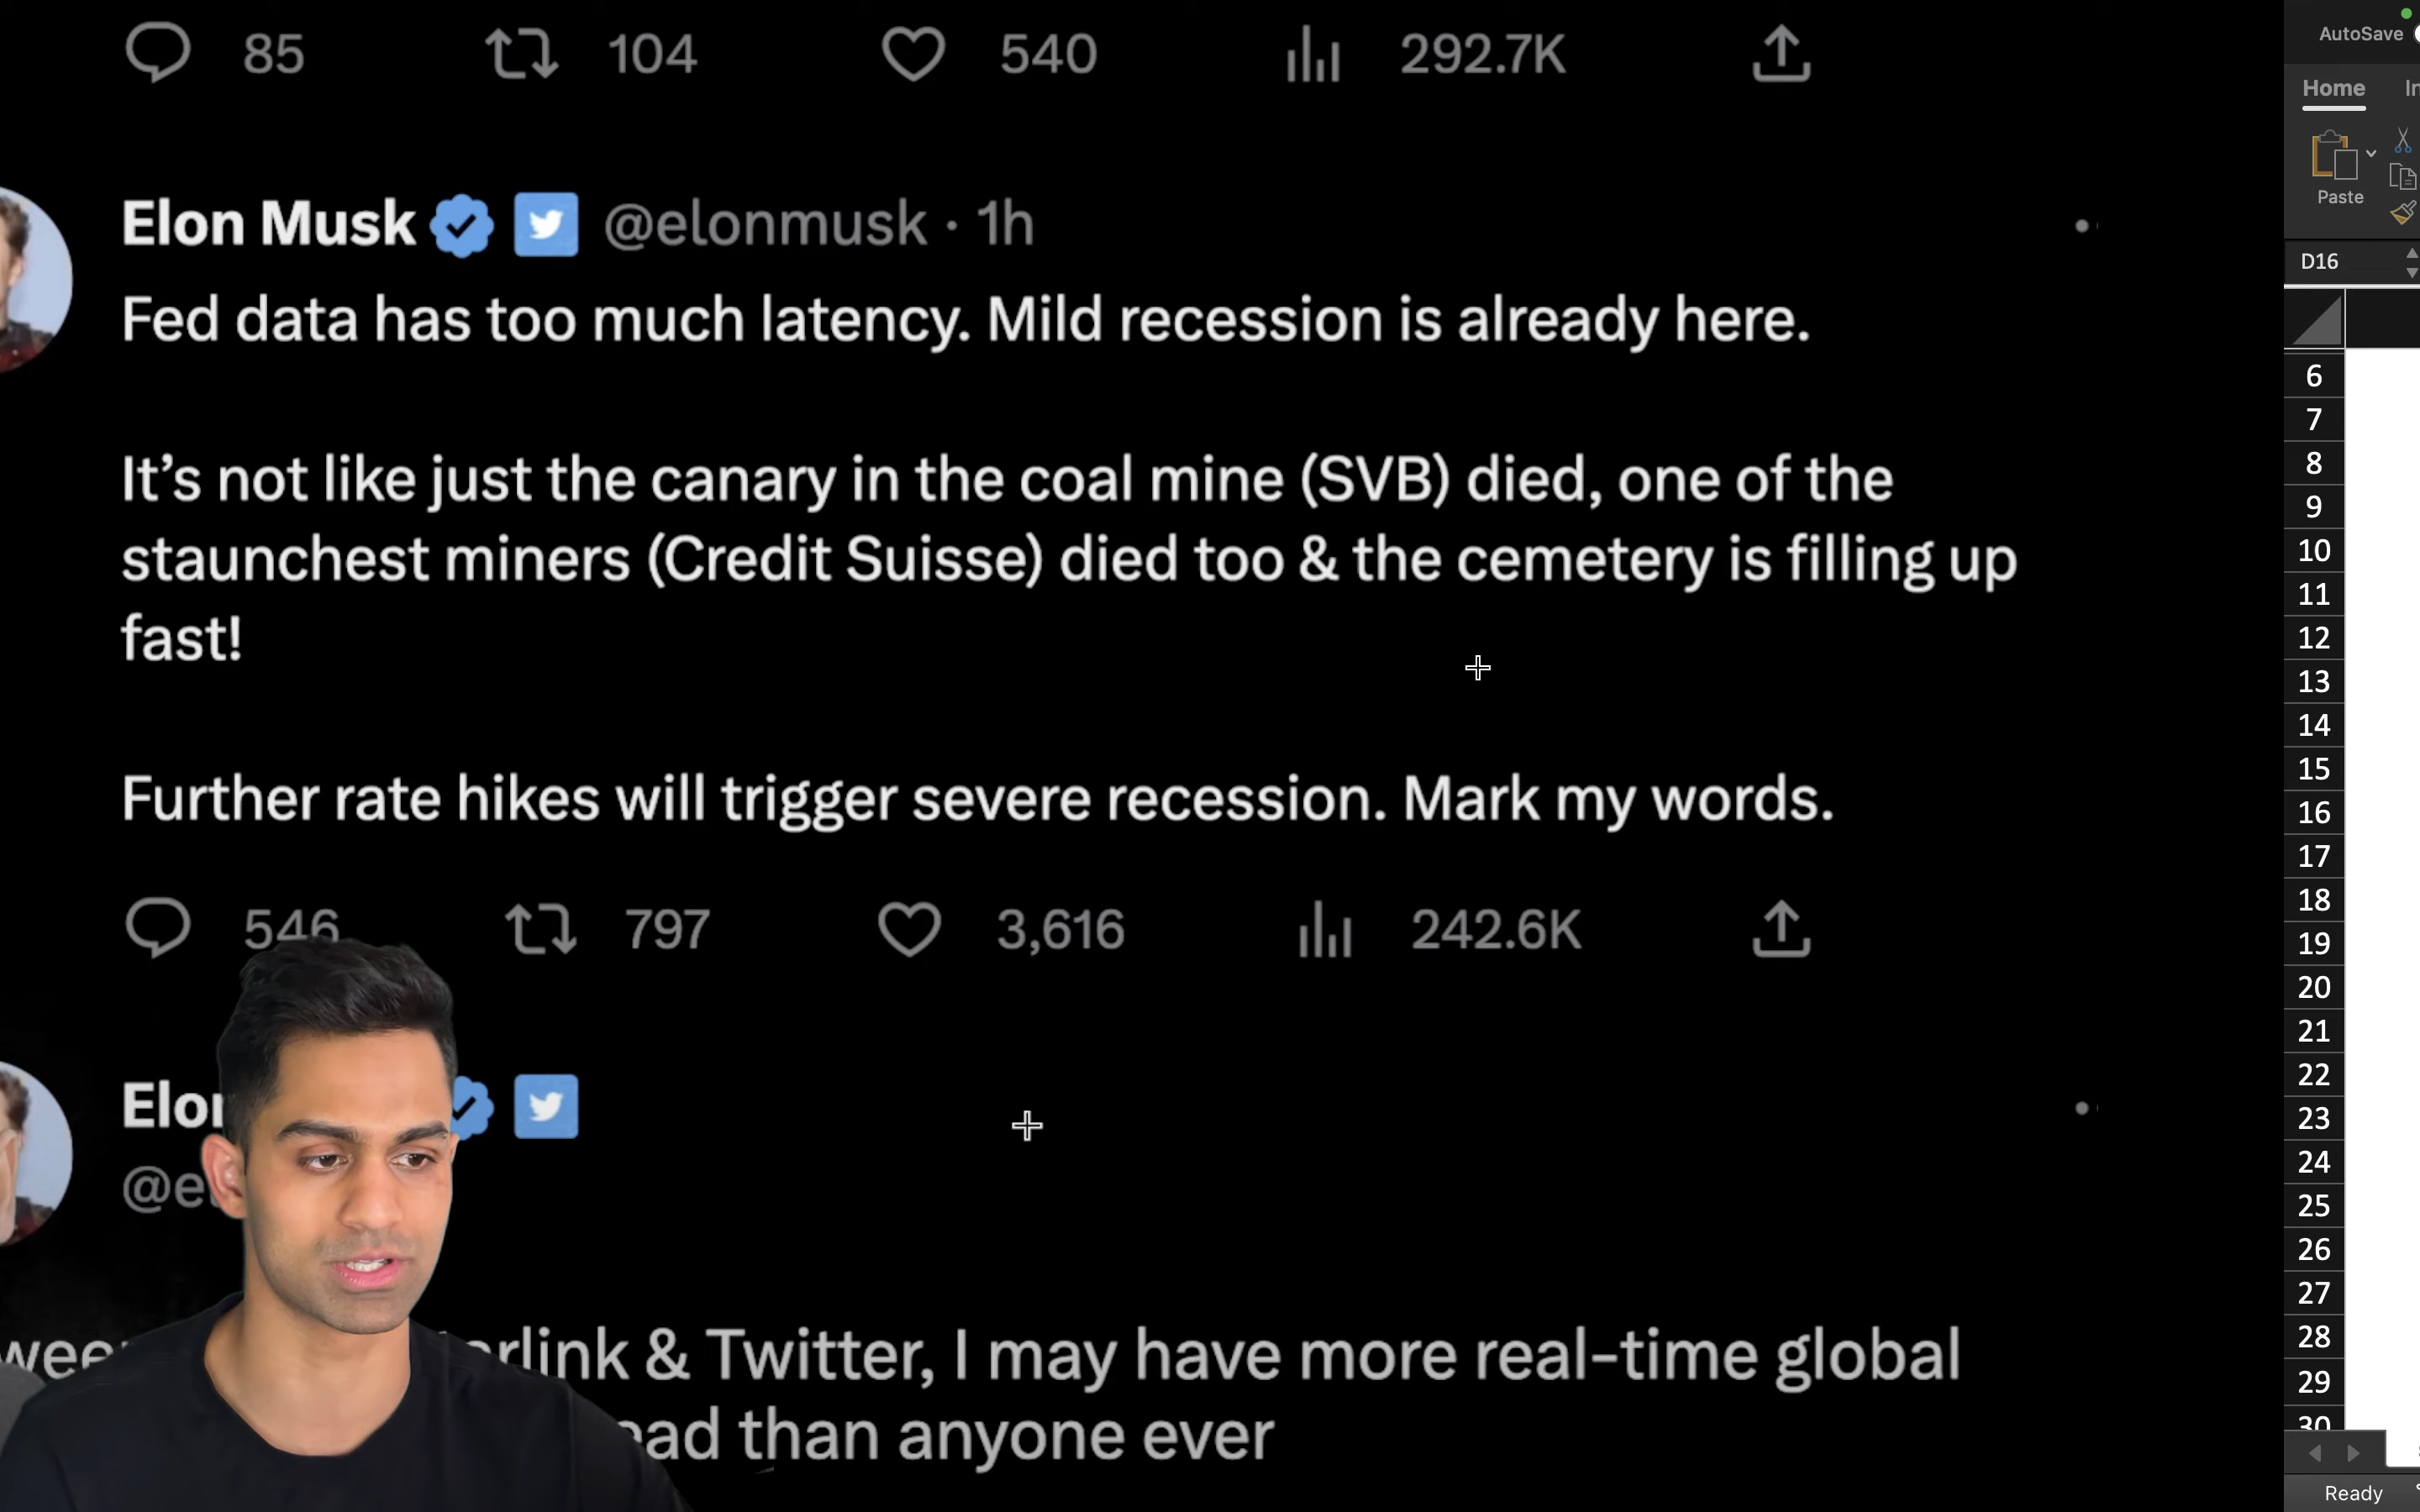 85 104 540 292.7K
AutoSave
Home
Paste
D16
Elon Musk @elonmusk · 1h
Fed data has too much latency. Mild recession is already here.
It’s not like just the canary in the coal mine (SVB) died, one of the
staunchest miners (Credit Suisse) died too & the cemetery is filling up
fast!
Further rate hikes will trigger severe recession. Mark my words.
546 797 3,616 242.6K
& Twitter, I may have more real-time global
than anyone ever
6
7
8
9
10
11
12
13
14
15
16
17
18
19
20
21
22
23
24
25
26
27
28
29
30
Ready